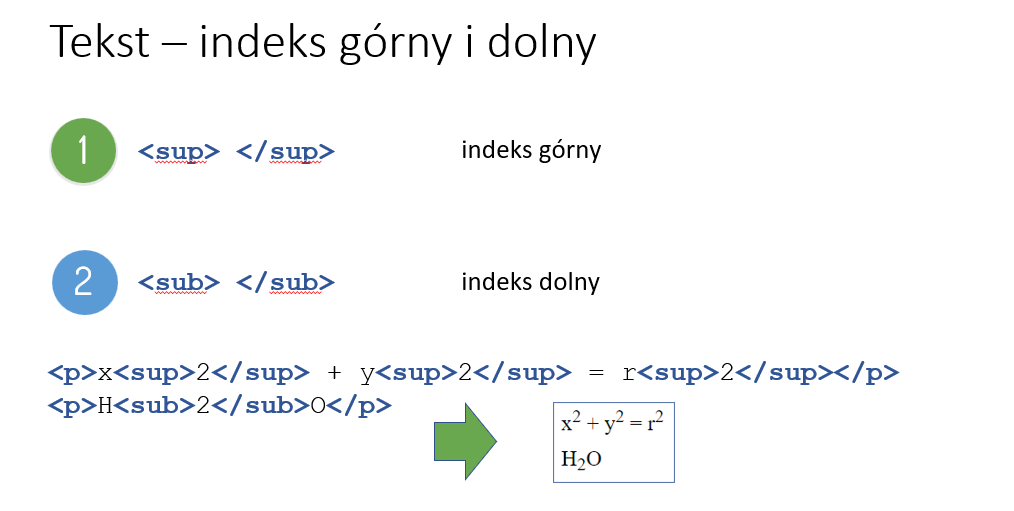 Tekst – indeks górny i dolny
1 <sup> </sup> indeks górny
2 <sub> </sub> indeks dolny
<p>x<sup>2</sup> + y<sup>2</sup> = r<sup>2</sup></p>
<p>H<sub>2</sub>O</p>
x² + y² = r²
H₂O